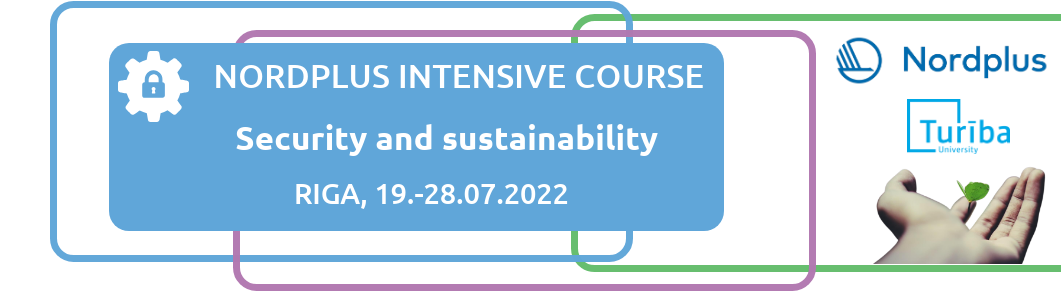 NORDPLUS INTENSIVE COURSE
Security and sustainability
RIGA, 19.-28.07.2022
Nordplus
Turība
University